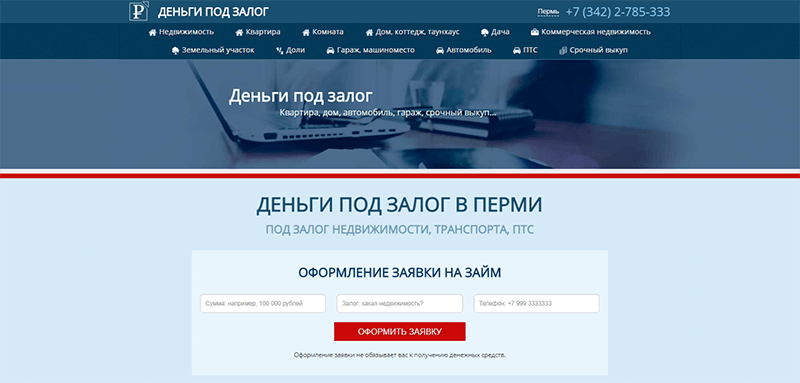 ДЕНЬГИ ПОД ЗАЛОГ Пермь +7 (342) 2-785-333
Недвижимость Квартира Комната Дом, коттедж, таунхаус Дача Коммерческая недвижимость
Земельный участок Доли Гараж, машиноместо Автомобиль ПТС Срочный выкуп
Деньги под залог
Квартира, дом, автомобиль, гараж, срочный выкуп...
ДЕНЬГИ ПОД ЗАЛОГ В ПЕРМИ
ПОД ЗАЛОГ НЕДВИЖИМОСТИ, ТРАНСПОРТА, ПТС
ОФОРМЛЕНИЕ ЗАЯВКИ НА ЗАЙМ
Сумма: например, 100 000 рублей Залог: какая недвижимость? Телефон: +7 999 3333333
ОФОРМИТЬ ЗАЯВКУ
Оформление заявки не обязывает вас к получению денежных средств.